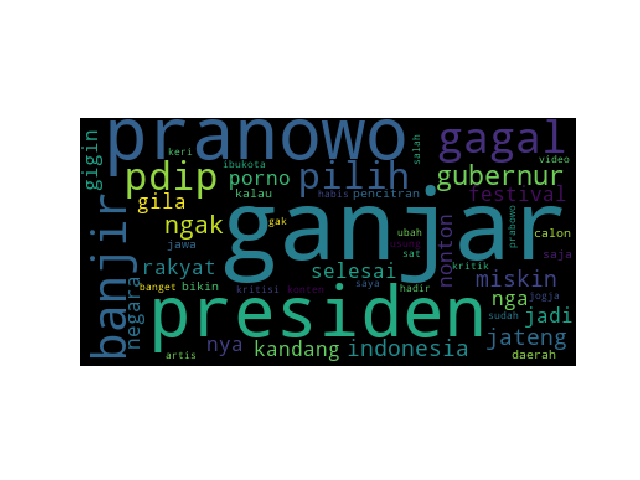 pranowo
gagal
gigin
keri
salah
video
ibukota
pdip
porno
pilih
gubernur
kalau
habis
pencitran
festival
gila
ngak
ganjar
gak
banjir
negara
jawa
ubah
usung
sat
nonton
prabowo
calon
rakyat
selesai
kritik
saja
miskin
banget
bikin
kritisi
kontem
saya
hadir
nga
jogja
presiden
sudah
jadi
artis
nya
kandang
indonesia
jateng
daerah